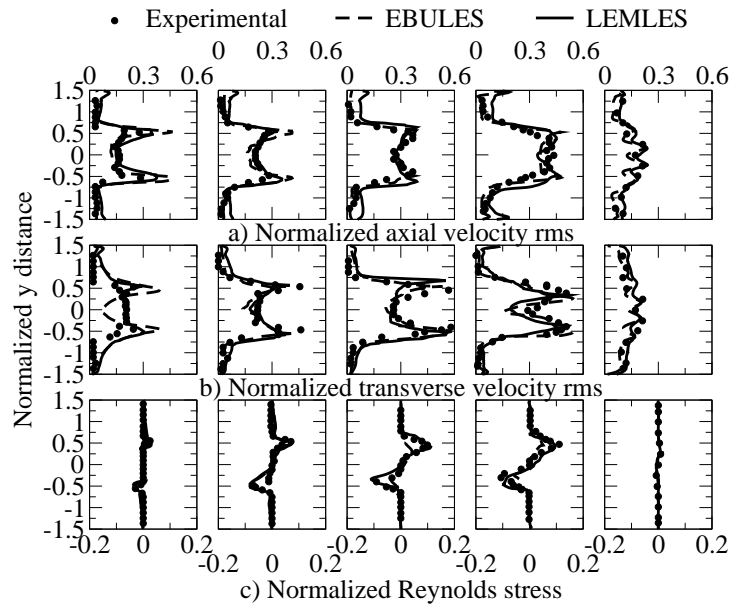 Experimental EBULES LEMLES
0 0.3 0.6 0 0.3 0.6
0 0.3 0.6 0 0.3 0.6 0 0.3 0.6
1.5
1
0.5
0
-0.5
-1
-1.5
a) Normalized axial velocity rms
Normalized y distance
1.5
1
0.5
0
-0.5
-1
-1.5
b) Normalized transverse velocity rms
1.5
1
0.5
0
-0.5
-1
-1.5
-0.2 0 0.2 -0.2 0 0.2 -0.2 0 0.2
-0.2 0 0.2 -0.2 0 0.2
c) Normalized Reynolds stress